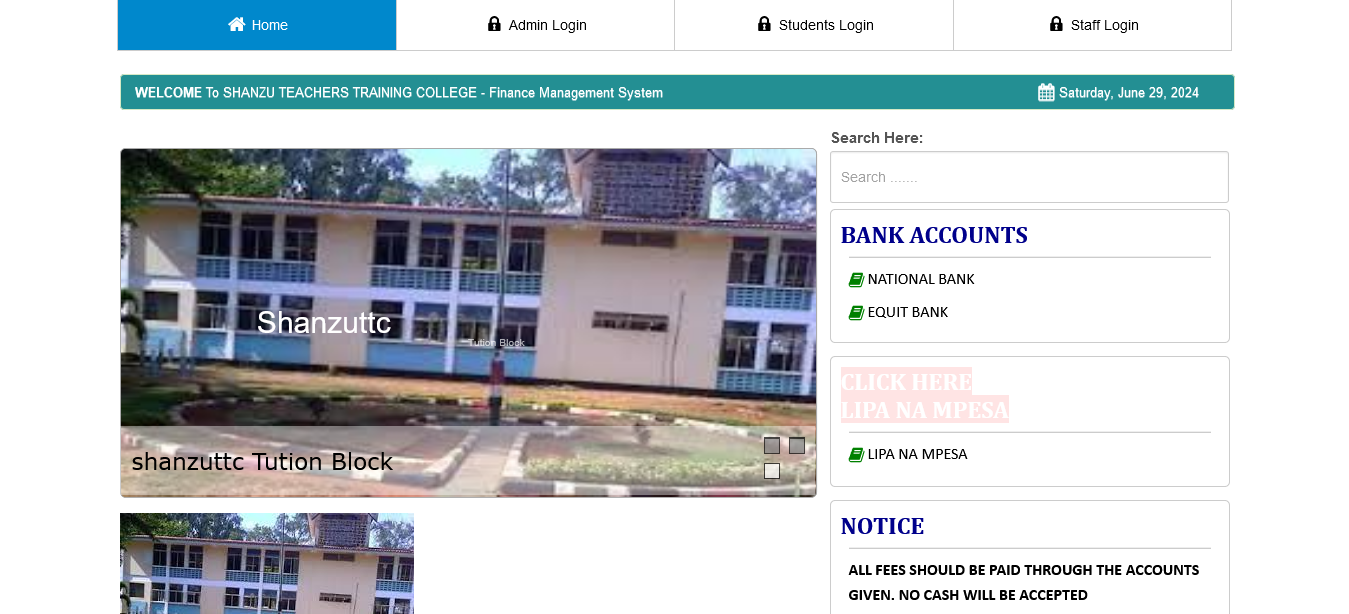 Home
Admin Login
Students Login
Staff Login
WELCOME To SHANZU TEACHERS TRAINING COLLEGE - Finance Management System
Saturday, June 29, 2024
Shanzuttc
Tution Block
shanzuttc Tution Block
Search Here:
Search .......
BANK ACCOUNTS
NATIONAL BANK
EQUIT BANK
CLICK HERE
LIPA NA MPESA
LIPA NA MPESA
NOTICE
ALL FEES SHOULD BE PAID THROUGH THE ACCOUNTS
GIVEN. NO CASH WILL BE ACCEPTED